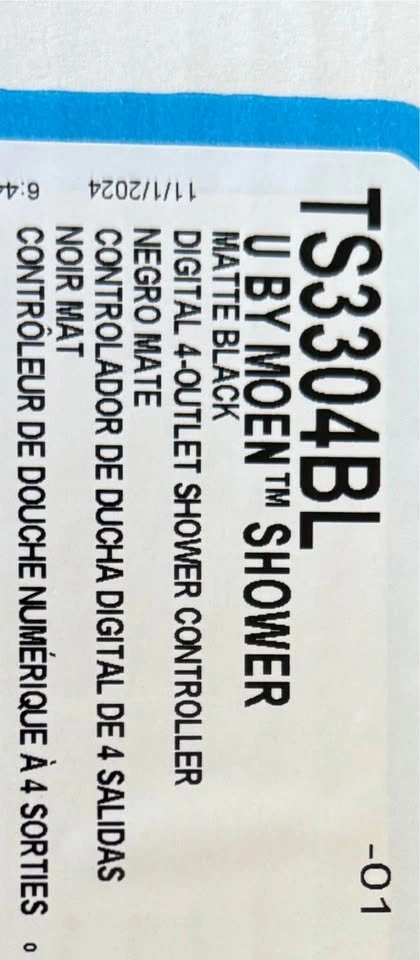 TS3304BL
-01
U BY MOEN™ SHOWER
MATTE BLACK
DIGITAL 4-OUTLET SHOWER CONTROLLER
NEGRO MATE
CONTROLADOR DE DUCHA DIGITAL DE 4 SALIDAS
NOIR MAT
CONTRÔLEUR DE DOUCHE NUMÉRIQUE À 4 SORTIES
11/1/2024